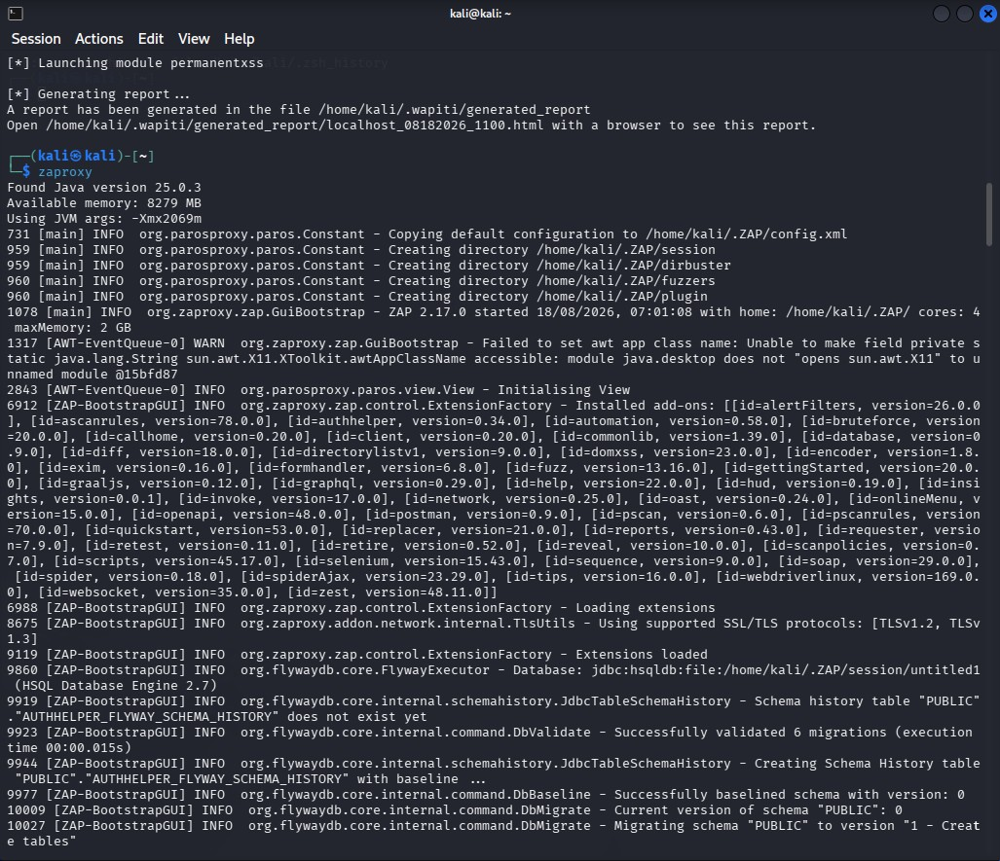 kali@kali: ~
Session Actions Edit View Help
[*] Launching module permanentxss

[*] Generating report ...
A report has been generated in the file /home/kali/.wapiti/generated_report
Open /home/kali/.wapiti/generated_report/localhost_08182026_1100.html with a browser to see this report.

┌──(kali㉿kali)-[~]
└─$ zaproxy
Found Java version 25.0.3
Available memory: 8279 MB
Using JVM args: -Xmx2069m
731 [main] INFO  org.parosproxy.paros.Constant - Copying default configuration to /home/kali/.ZAP/config.xml
959 [main] INFO  org.parosproxy.paros.Constant - Creating directory /home/kali/.ZAP/session
959 [main] INFO  org.parosproxy.paros.Constant - Creating directory /home/kali/.ZAP/dirbuster
960 [main] INFO  org.parosproxy.paros.Constant - Creating directory /home/kali/.ZAP/fuzzers
960 [main] INFO  org.parosproxy.paros.Constant - Creating directory /home/kali/.ZAP/plugin
1078 [main] INFO  org.zaproxy.zap.GuiBootstrap - ZAP 2.17.0 started 18/08/2026, 07:01:08 with home: /home/kali/.ZAP/ cores: 4
 maxMemory: 2 GB
1317 [AWT-EventQueue-0] WARN  org.zaproxy.zap.GuiBootstrap - Failed to set awt app class name: Unable to make field private s
tatic java.lang.String sun.awt.X11.XToolkit.awtAppClassName accessible: module java.desktop does not "opens sun.awt.X11" to u
nnamed module @15bfd87
2843 [AWT-EventQueue-0] INFO  org.parosproxy.paros.view.View - Initialising View
6912 [ZAP-BootstrapGUI] INFO  org.zaproxy.zap.control.ExtensionFactory - Installed add-ons: [[id=alertFilters, version=26.0.0
], [id=ascanrules, version=78.0.0], [id=authhelper, version=0.34.0], [id=automation, version=0.58.0], [id=bruteforce, version
=20.0.0], [id=callhome, version=0.20.0], [id=client, version=0.20.0], [id=commonlib, version=1.39.0], [id=database, version=0
.9.0], [id=diff, version=18.0.0], [id=directorylistv1, version=9.0.0], [id=domxss, version=23.0.0], [id=encoder, version=1.8.
0], [id=exim, version=0.16.0], [id=formhandler, version=6.8.0], [id=fuzz, version=13.16.0], [id=gettingStarted, version=20.0.
0], [id=graaljs, version=0.12.0], [id=graphql, version=0.29.0], [id=help, version=22.0.0], [id=hud, version=0.19.0], [id=insi
ghts, version=0.0.1], [id=invoke, version=17.0.0], [id=network, version=0.25.0], [id=oast, version=0.24.0], [id=onlineMenu, v
ersion=15.0.0], [id=openapi, version=48.0.0], [id=postman, version=0.9.0], [id=pscan, version=0.6.0], [id=pscanrules, version
=70.0.0], [id=quickstart, version=53.0.0], [id=replacer, version=21.0.0], [id=reports, version=0.43.0], [id=requester, versio
n=7.9.0], [id=retest, version=0.11.0], [id=retire, version=0.52.0], [id=reveal, version=10.0.0], [id=scanpolicies, version=0.
7.0], [id=scripts, version=45.17.0], [id=selenium, version=15.43.0], [id=sequence, version=9.0.0], [id=soap, version=29.0.0],
 [id=spider, version=0.18.0], [id=spiderAjax, version=23.29.0], [id=tips, version=16.0.0], [id=webdriverlinux, version=169.0.
0], [id=websocket, version=35.0.0], [id=zest, version=48.11.0]]
6988 [ZAP-BootstrapGUI] INFO  org.zaproxy.zap.control.ExtensionFactory - Loading extensions
8675 [ZAP-BootstrapGUI] INFO  org.zaproxy.addon.network.internal.TlsUtils - Using supported SSL/TLS protocols: [TLSv1.2, TLSv
1.3]
9119 [ZAP-BootstrapGUI] INFO  org.zaproxy.zap.control.ExtensionFactory - Extensions loaded
9860 [ZAP-BootstrapGUI] INFO  org.flywaydb.core.FlywayExecutor - Database: jdbc:hsqldb:file:/home/kali/.ZAP/session/untitled1
 (HSQL Database Engine 2.7)
9919 [ZAP-BootstrapGUI] INFO  org.flywaydb.core.internal.schemahistory.JdbcTableSchemaHistory - Schema history table "PUBLIC"
."AUTHHELPER_FLYWAY_SCHEMA_HISTORY" does not exist yet
9923 [ZAP-BootstrapGUI] INFO  org.flywaydb.core.internal.command.DbValidate - Successfully validated 6 migrations (execution
time 00:00.015s)
9944 [ZAP-BootstrapGUI] INFO  org.flywaydb.core.internal.schemahistory.JdbcTableSchemaHistory - Creating Schema History table
 "PUBLIC"."AUTHHELPER_FLYWAY_SCHEMA_HISTORY" with baseline ...
9977 [ZAP-BootstrapGUI] INFO  org.flywaydb.core.internal.command.DbBaseline - Successfully baselined schema with version: 0
10009 [ZAP-BootstrapGUI] INFO  org.flywaydb.core.internal.command.DbMigrate - Current version of schema "PUBLIC": 0
10027 [ZAP-BootstrapGUI] INFO  org.flywaydb.core.internal.command.DbMigrate - Migrating schema "PUBLIC" to version "1 - Creat
e tables"